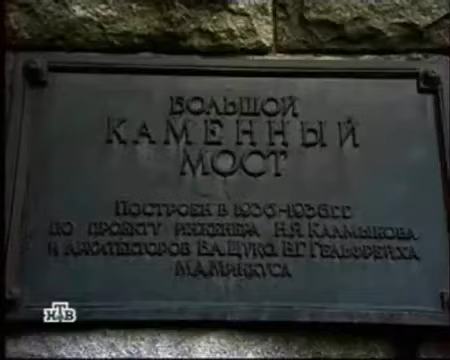 БОЛЬШОЙ
КАМЕННЫЙ
МОСТ
ПОСТРОЕН В 1936-1938 ГГ.
ПО ПРОЕКТУ ИНЖЕНЕРА Н.Я. КАЛМЫКОВА
И АРХИТЕКТОРОВ В.А. ЩУКО, В.Г. ГЕЛЬФРЕЙХА,
М.А. МИНКУСА
НТВ